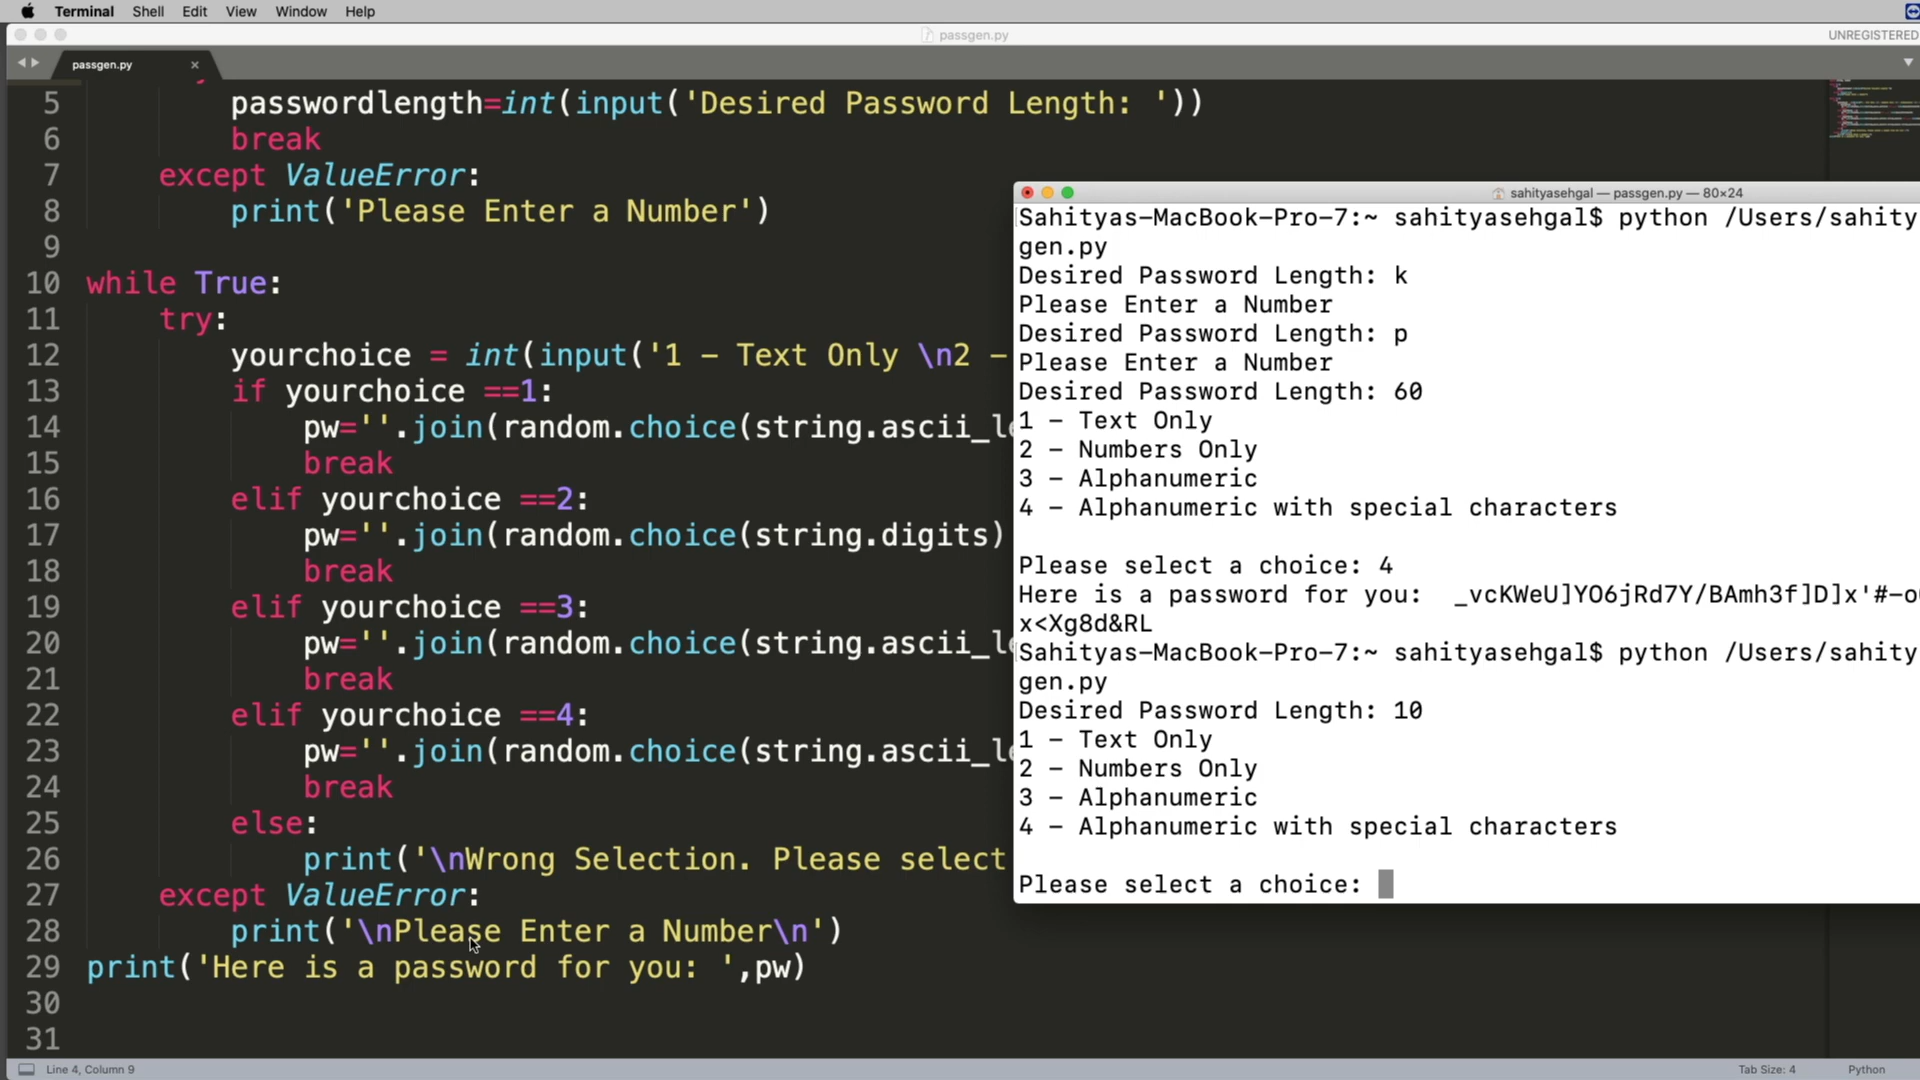 Terminal Shell Edit View Window Help
passgen.py
UNREGISTERED
passgen.py ×
5 passwordlength=int(input('Desired Password Length: '))
6 break
7 except ValueError:
8 print('Please Enter a Number')
9
10 while True:
11 try:
12 yourchoice = int(input('1 – Text Only \n2 –
13 if yourchoice ==1:
14 pw=''.join(random.choice(string.ascii_le
15 break
16 elif yourchoice ==2:
17 pw=''.join(random.choice(string.digits)
18 break
19 elif yourchoice ==3:
20 pw=''.join(random.choice(string.ascii_le
21 break
22 elif yourchoice ==4:
23 pw=''.join(random.choice(string.ascii_le
24 break
25 else:
26 print('\nWrong Selection. Please select
27 except ValueError:
28 print('\nPlease Enter a Number\n')
29 print('Here is a password for you: ',pw)
30
31
sahityasehgal — passgen.py — 80×24
Sahityas-MacBook-Pro-7:~ sahityasehgal$ python /Users/sahity
gen.py
Desired Password Length: k
Please Enter a Number
Desired Password Length: p
Please Enter a Number
Desired Password Length: 60
1 – Text Only
2 – Numbers Only
3 – Alphanumeric
4 – Alphanumeric with special characters
Please select a choice: 4
Here is a password for you:  _vcKWeU]YO6jRd7Y/BAmh3f]D]x'#-o
x<Xg8d&RL
Sahityas-MacBook-Pro-7:~ sahityasehgal$ python /Users/sahity
gen.py
Desired Password Length: 10
1 – Text Only
2 – Numbers Only
3 – Alphanumeric
4 – Alphanumeric with special characters
Please select a choice:
Line 4, Column 9
Tab Size: 4 Python